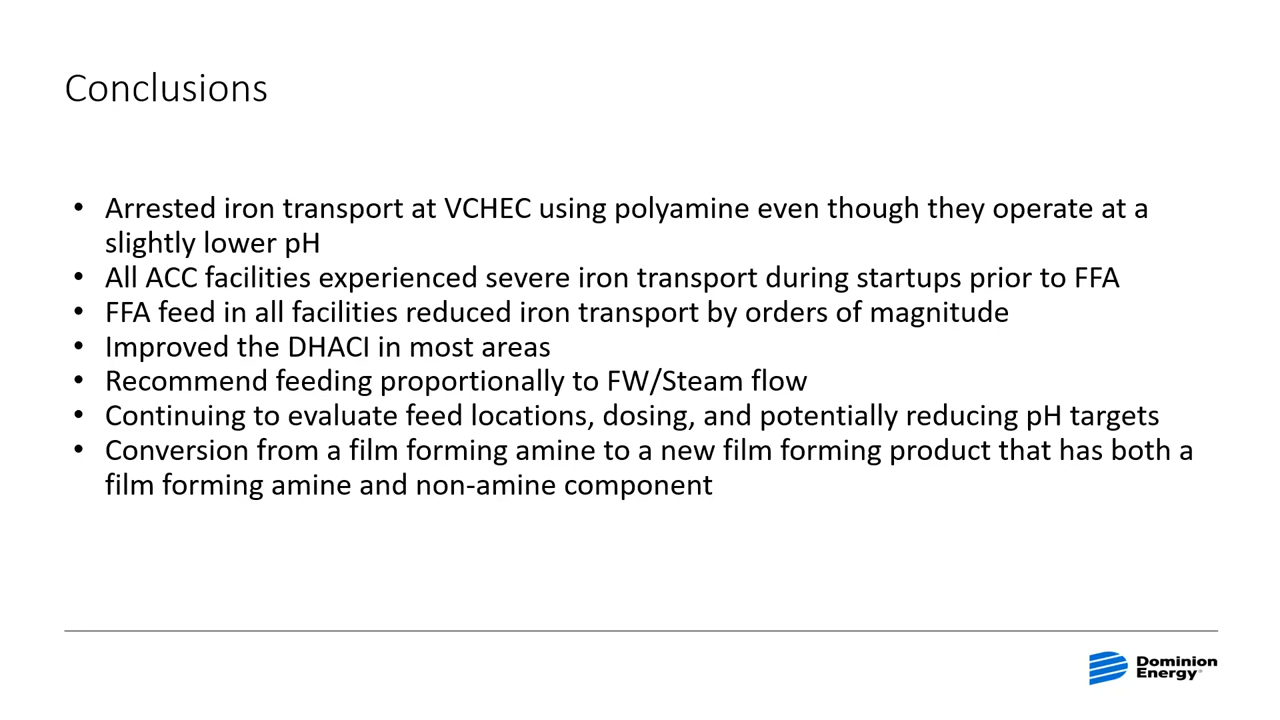 Conclusions
• Arrested iron transport at VCHEC using polyamine even though they operate at a
slightly lower pH
• All ACC facilities experienced severe iron transport during startups prior to FFA
• FFA feed in all facilities reduced iron transport by orders of magnitude
• Improved the DHACI in most areas
• Recommend feeding proportionally to FW/Steam flow
• Continuing to evaluate feed locations, dosing, and potentially reducing pH targets
• Conversion from a film forming amine to a new film forming product that has both a
film forming amine and non-amine component
Dominion
Energy